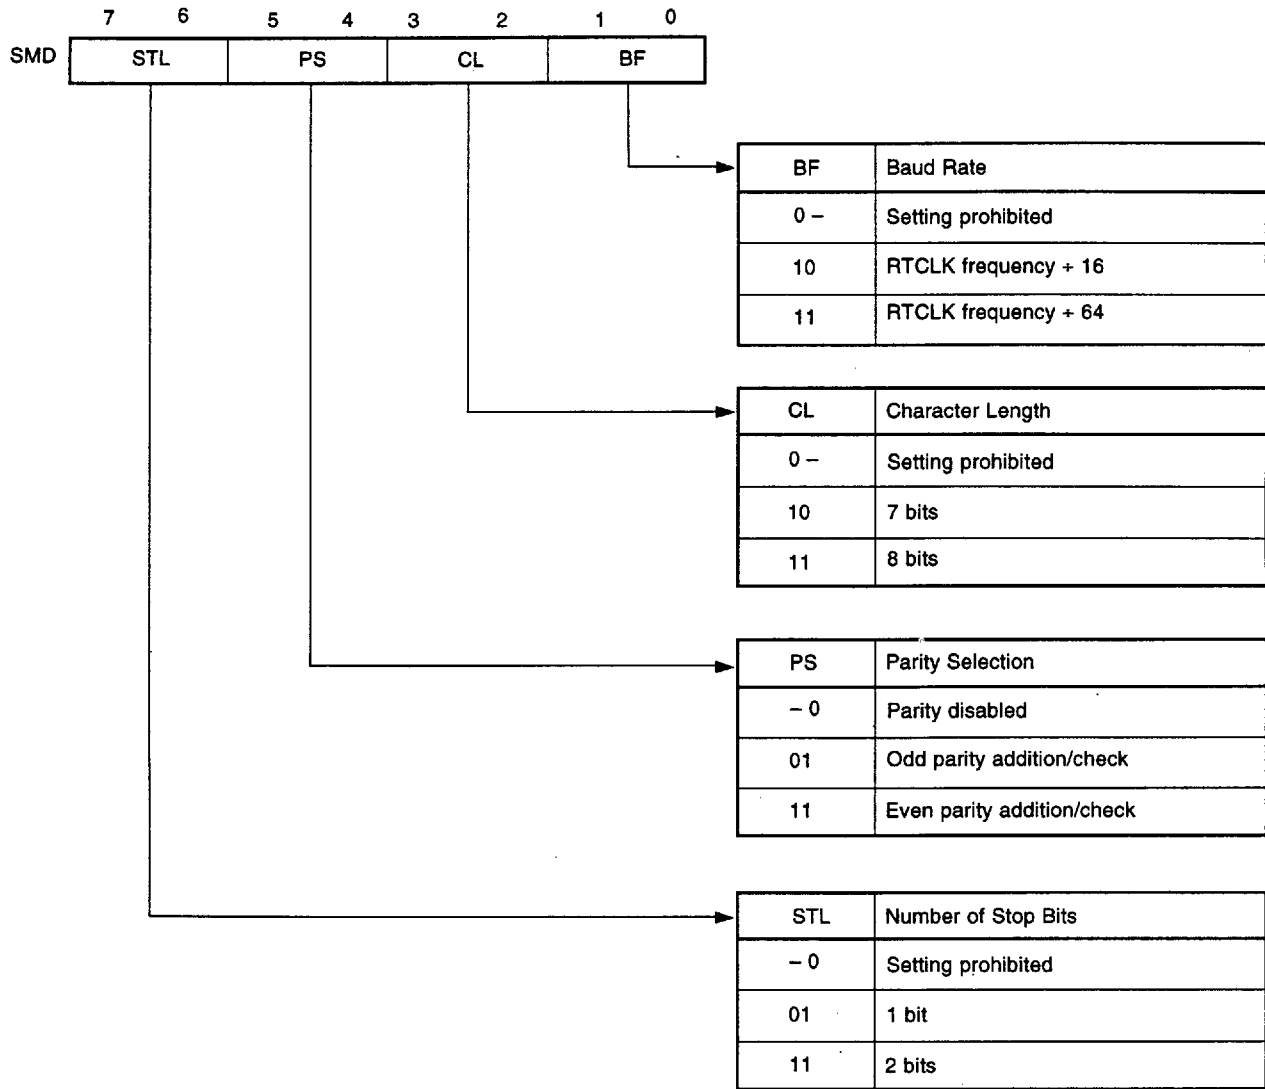 7 6 5 4 3 2 1 0
SMD STL PS CL BF
BF Baud Rate
0 – Setting prohibited
10 RTCLK frequency ÷ 16
11 RTCLK frequency ÷ 64
CL Character Length
0 – Setting prohibited
10 7 bits
11 8 bits
PS Parity Selection
– 0 Parity disabled
01 Odd parity addition/check
11 Even parity addition/check
STL Number of Stop Bits
– 0 Setting prohibited
01 1 bit
11 2 bits